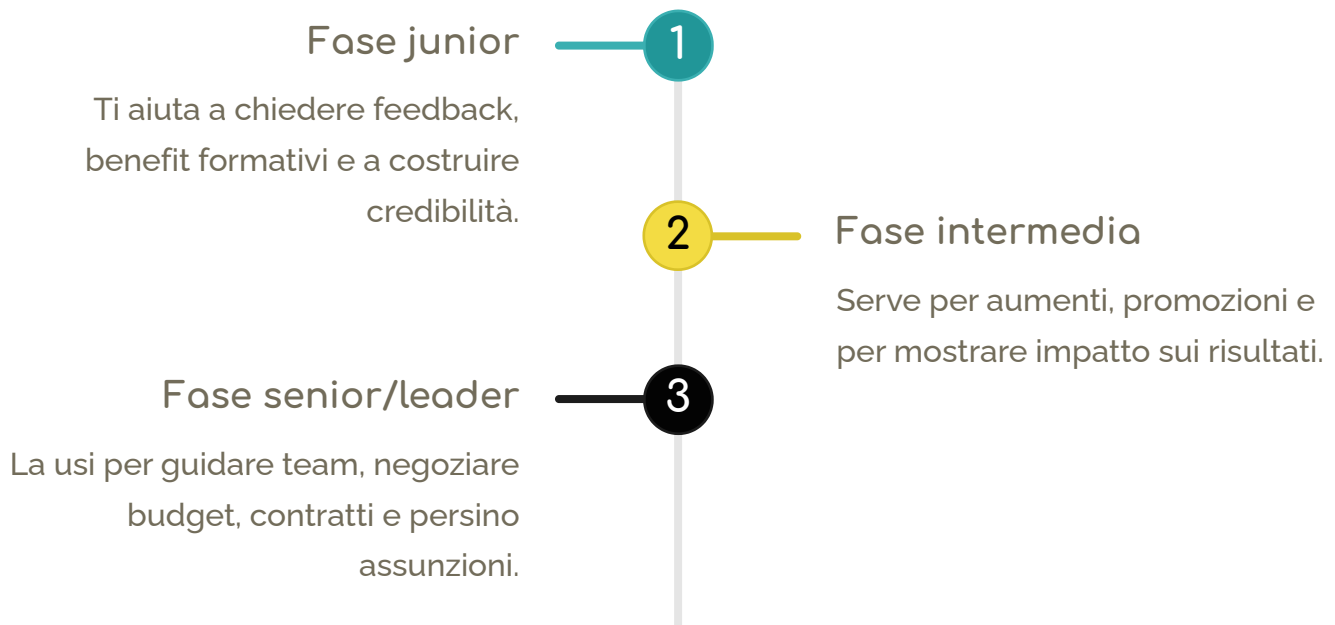 Fase junior
1
Ti aiuta a chiedere feedback,
benefit formativi e a costruire
credibilità.
2
Fase intermedia
Serve per aumenti, promozioni e
per mostrare impatto sui risultati.
Fase senior/leader
3
La usi per guidare team, negoziare
budget, contratti e persino
assunzioni.